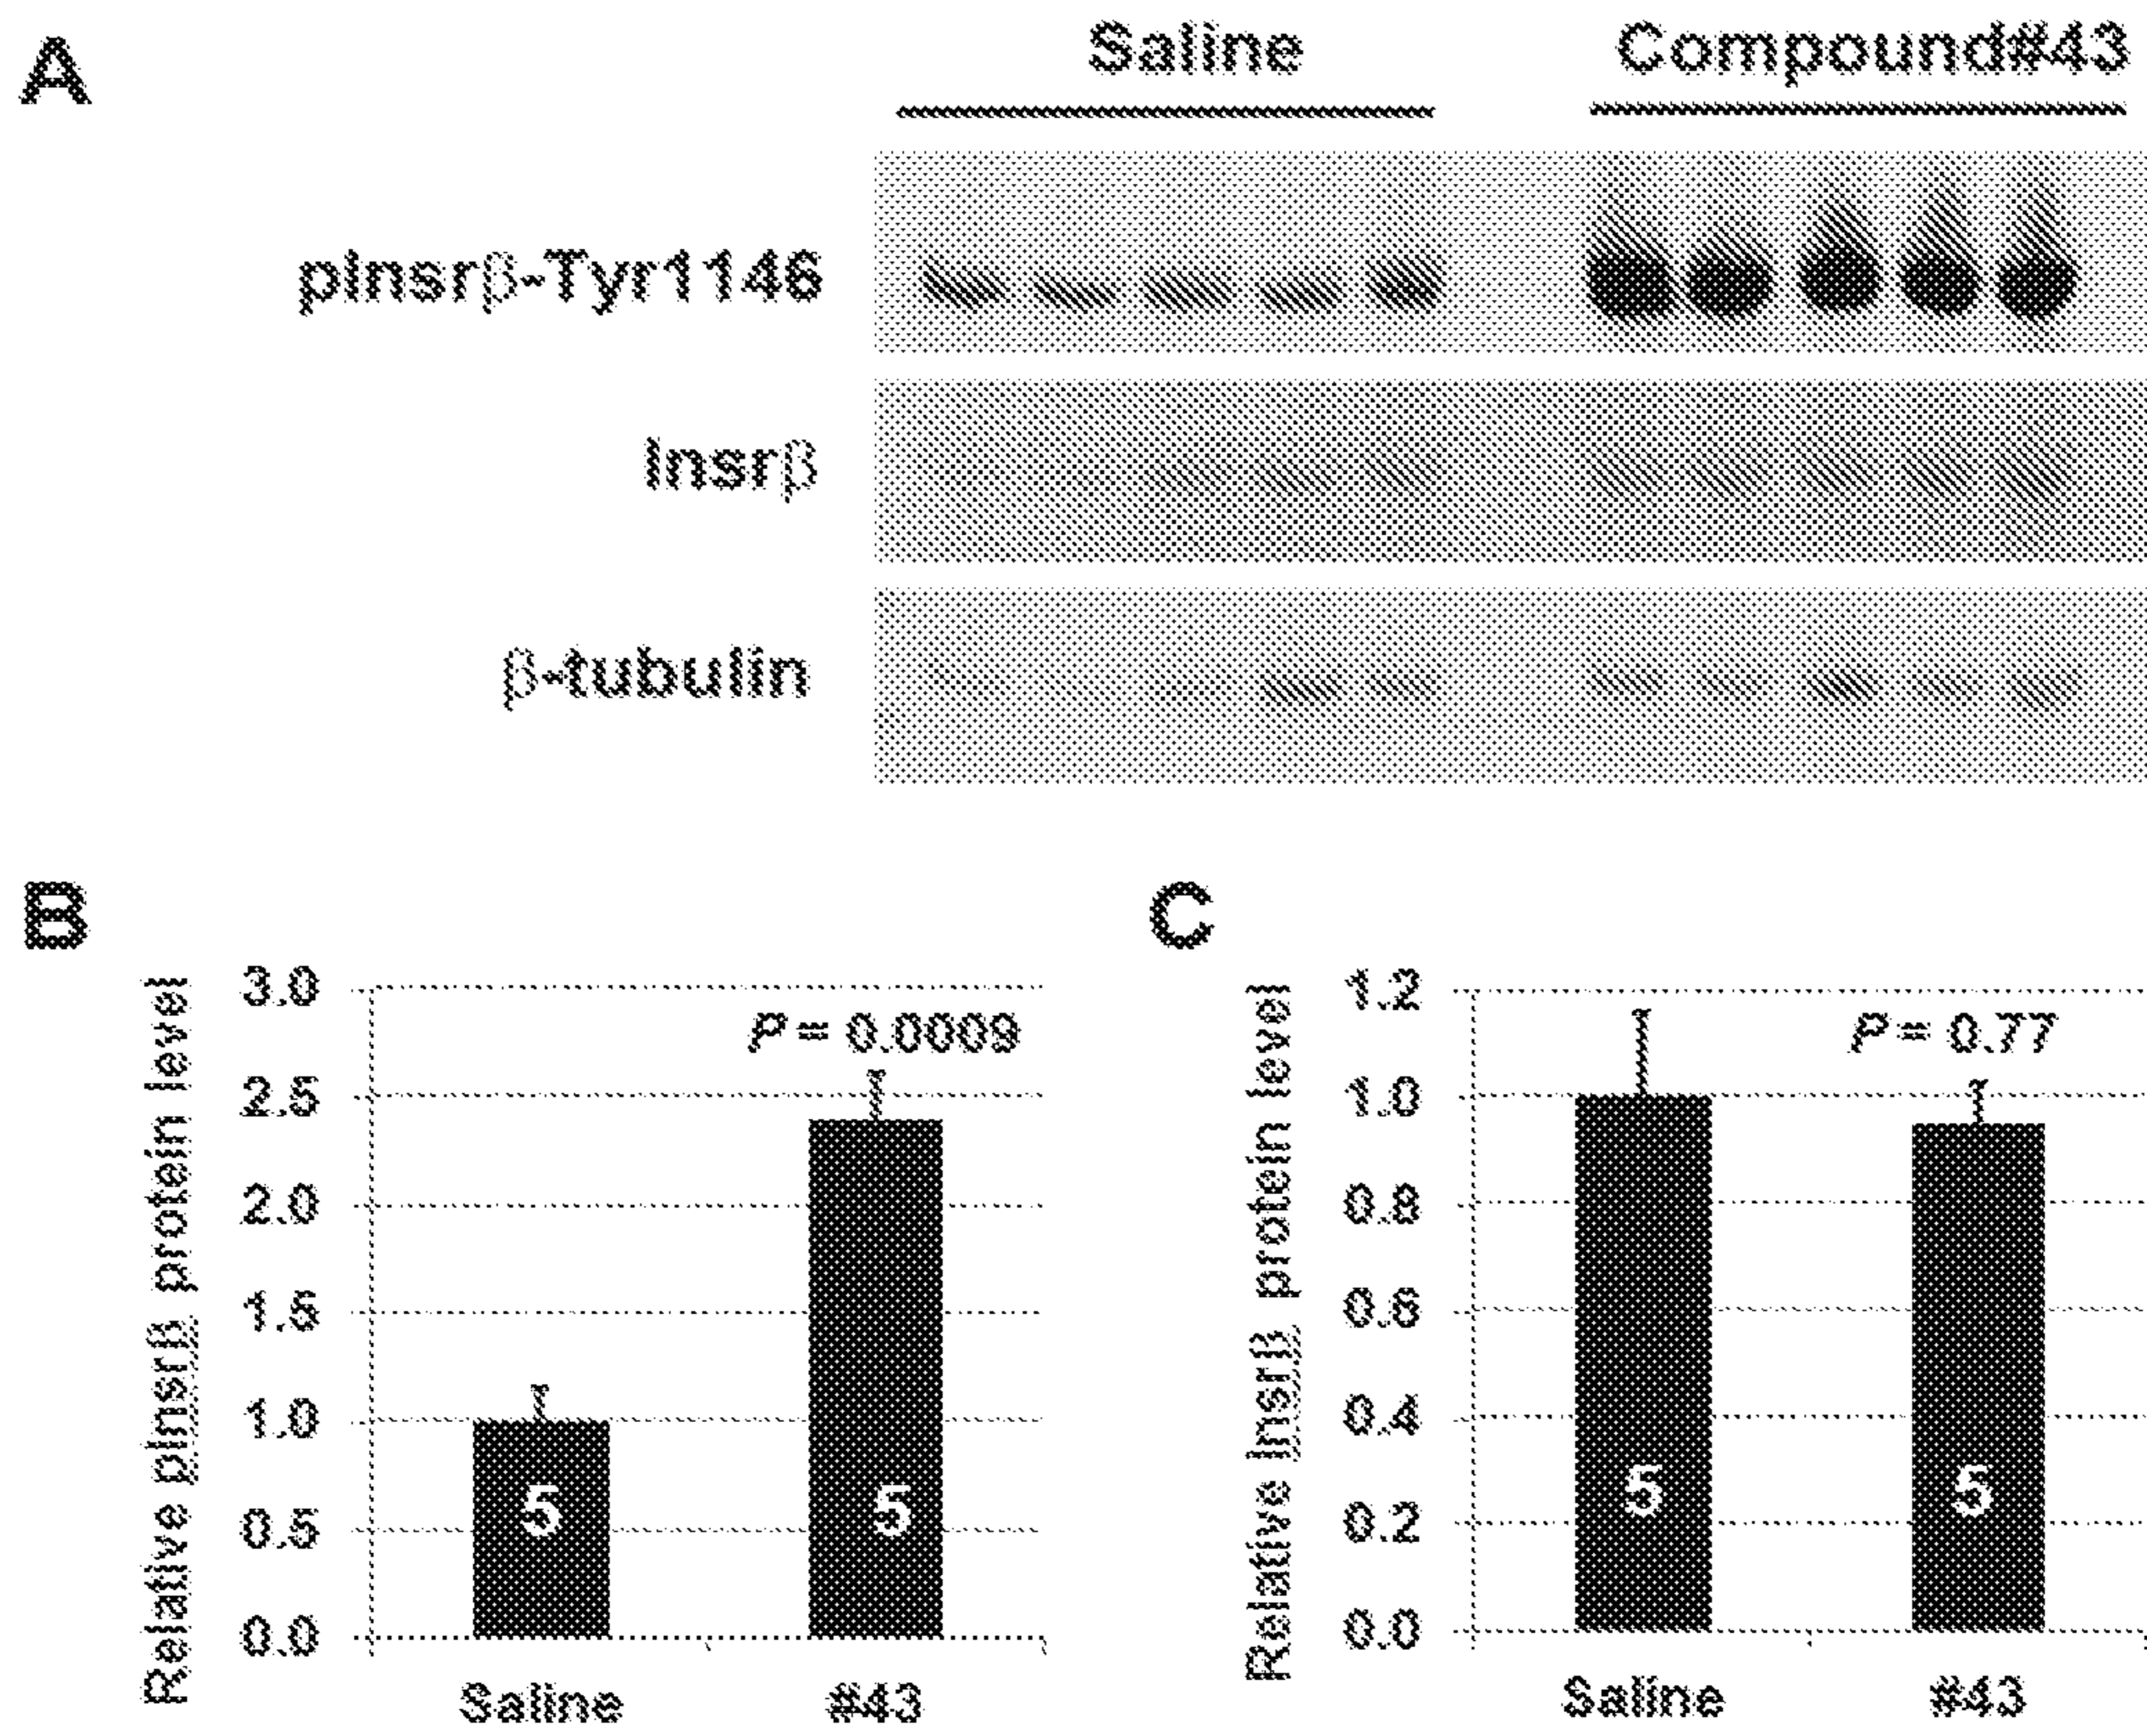 A
Saline
Compound#43
pInsrβ-Tyr1146
Insrβ
β-tubulin
B
Relative pInsrβ protein level
3.0
2.5
2.0
1.5
1.0
0.5
0.0
P = 0.0009
5
5
Saline
#43
C
Relative Insrβ protein level
1.2
1.0
0.8
0.6
0.4
0.2
0.0
P = 0.77
5
5
Saline
#43